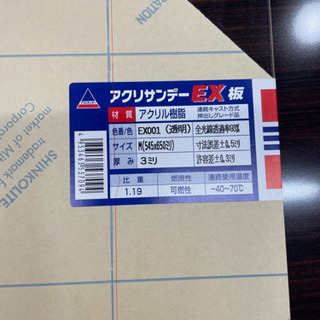 アクリサンデー EX 板
材質 アクリル樹脂 連続キャスト方式
押出しグレード品
色番/色 EX001 (透明) 全光線透過率93%
サイズ M(545x650ミリ) 寸法誤差±0.5ミリ
厚み 3ミリ 許容差±0.3ミリ
比重 燃焼性 連続使用温度
1.19 可燃性 -40~70℃
SHINKOLITE
trademark
Corporation